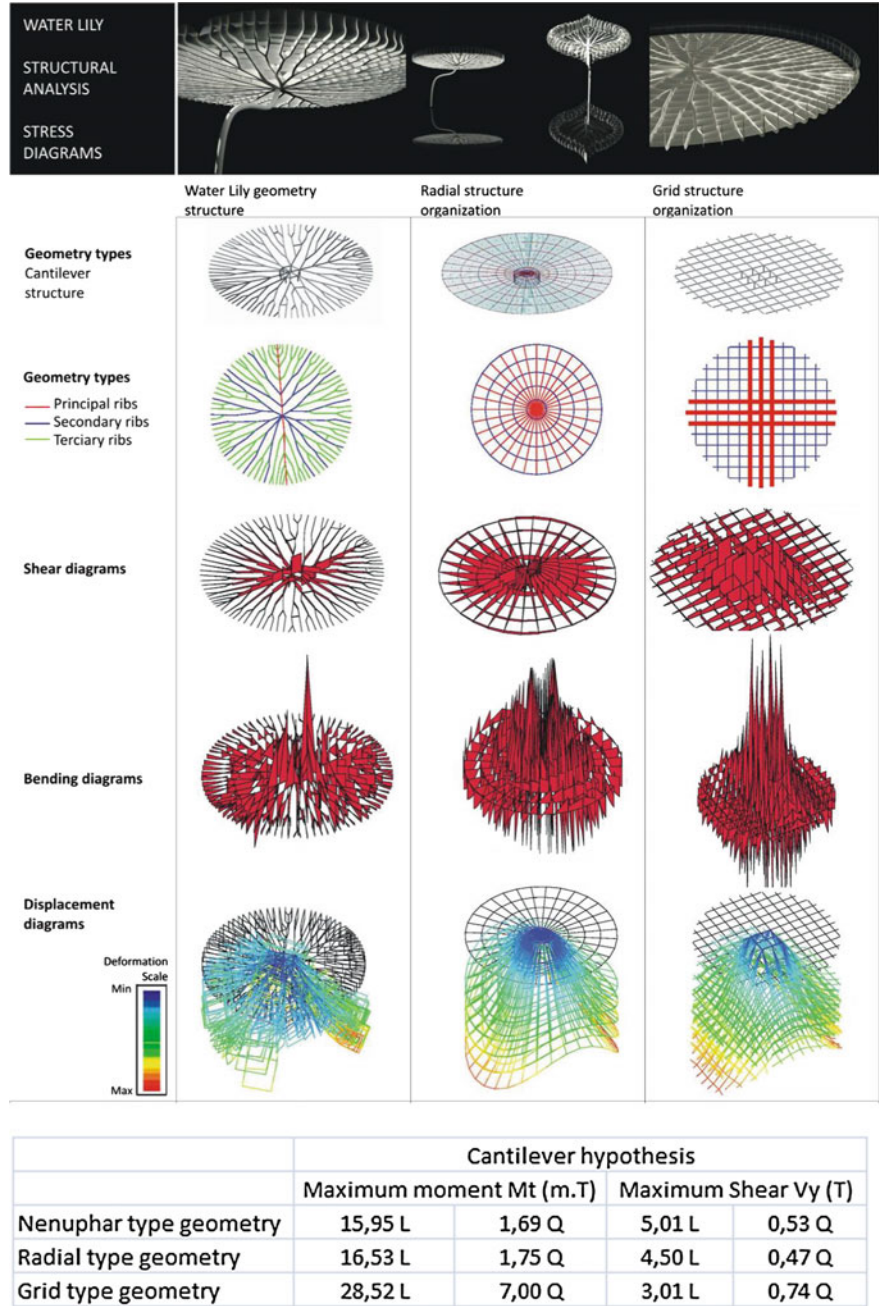 WATER LILY
STRUCTURAL
ANALYSIS
STRESS
DIAGRAMS
Water Lily geometry
structure
Radial structure
organization
Grid structure
organization
Geometry types
Cantilever
structure
Geometry types
Principal ribs
Secondary ribs
Terciary ribs
Shear diagrams
Bending diagrams
Displacement
diagrams
Deformation
Scale
Min
Max
Cantilever hypothesis
Maximum moment Mt (m.T) Maximum Shear Vy (T)
Nenuphar type geometry 15,95 L 1,69 Q 5,01 L 0,53 Q
Radial type geometry 16,53 L 1,75 Q 4,50 L 0,47 Q
Grid type geometry 28,52 L 7,00 Q 3,01 L 0,74 Q